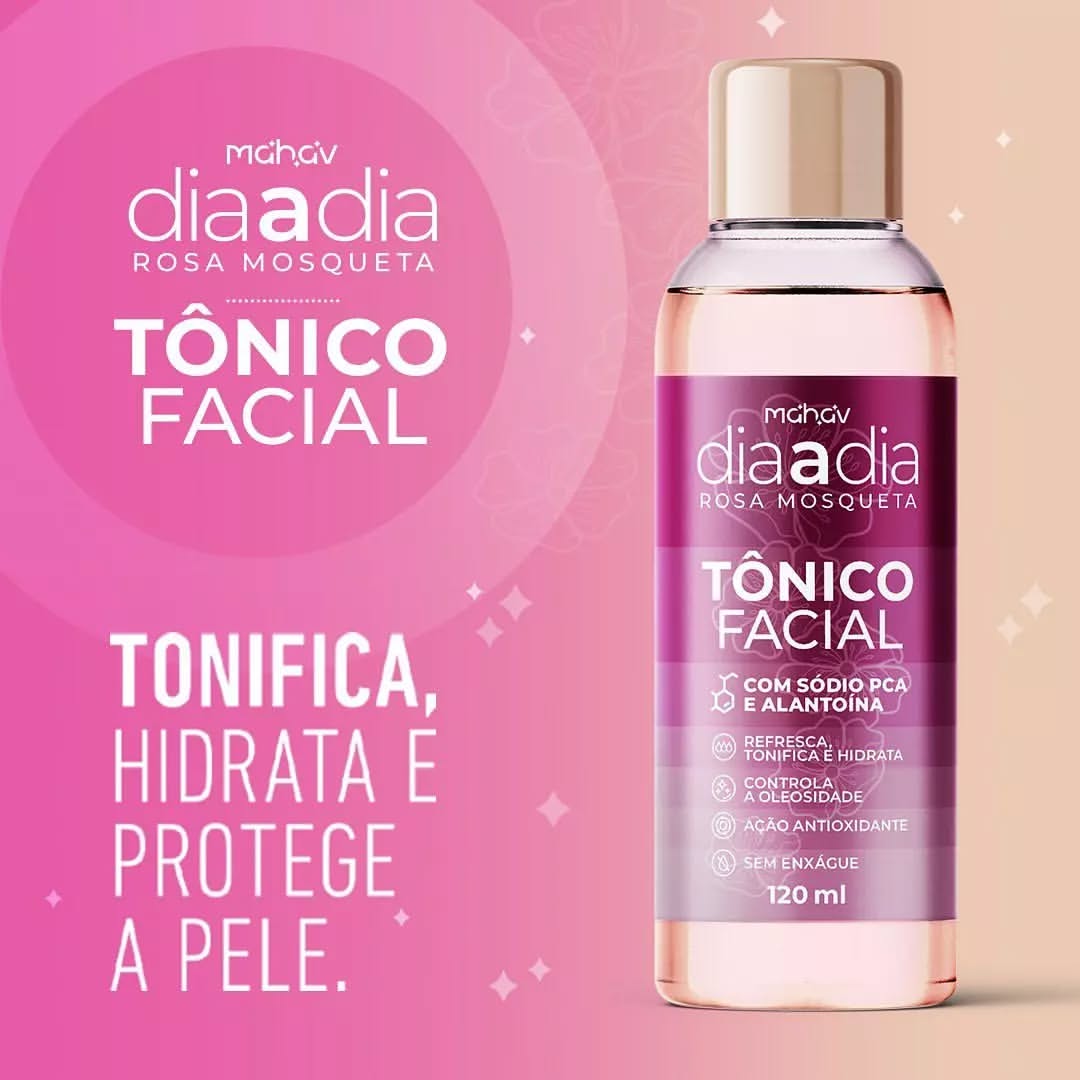 mahav
diaadia
ROSA MOSQUETA
TÔNICO
FACIAL
TONIFICA,
HIDRATA E
PROTEGE
A PELE.
mahav
diaadia
ROSA MOSQUETA
TÔNICO
FACIAL
COM SÓDIO PCA
E ALANTOÍNA
REFRESCA,
TONIFICA E HIDRATA
CONTROLA
A OLEOSIDADE
AÇÃO ANTIOXIDANTE
SEM ENXÁGUE
120 ml